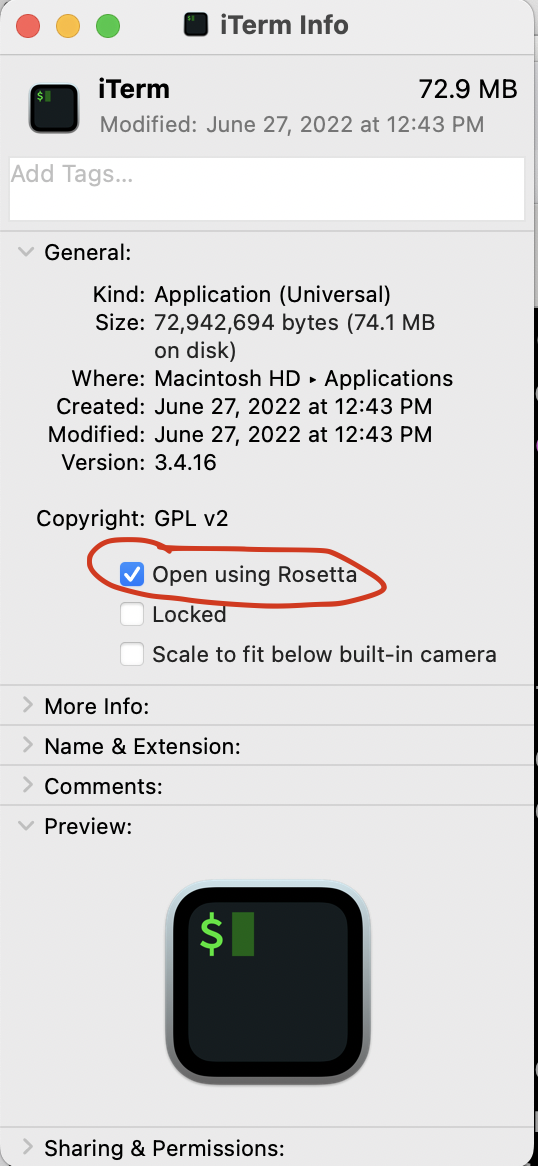 iTerm Info
iTerm 72.9 MB
Modified: June 27, 2022 at 12:43 PM
Add Tags...
General:
Kind: Application (Universal)
Size: 72,942,694 bytes (74.1 MB
on disk)
Where: Macintosh HD ▸ Applications
Created: June 27, 2022 at 12:43 PM
Modified: June 27, 2022 at 12:43 PM
Version: 3.4.16
Copyright: GPL v2
Open using Rosetta
Locked
Scale to fit below built-in camera
More Info:
Name & Extension:
Comments:
Preview:
$
Sharing & Permissions: